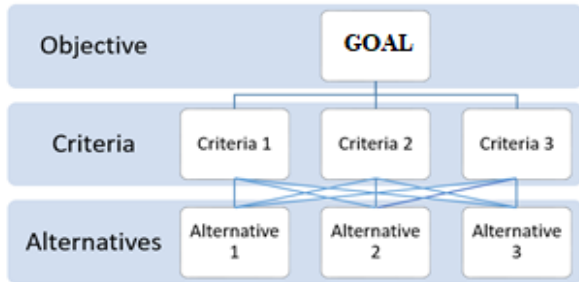 Objective
GOAL
Criteria
Criteria 1
Criteria 2
Criteria 3
Alternatives
Alternative
1
Alternative
2
Alternative
3